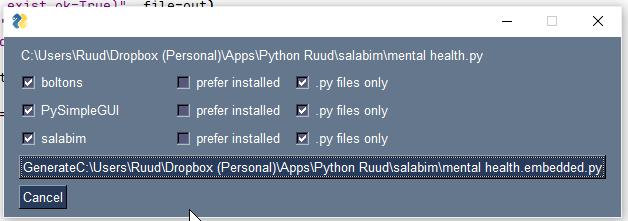 exist_ok=True)", file=out)
C:\Users\Ruud\Dropbox (Personal)\Apps\Python Ruud\salabim\mental health.py
boltons prefer installed .py files only
PySimpleGUI prefer installed .py files only
salabim prefer installed .py files only
GenerateC:\Users\Ruud\Dropbox (Personal)\Apps\Python Ruud\salabim\mental health.embedded.py
Cancel